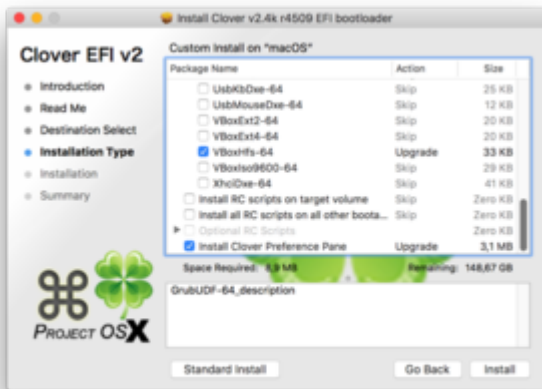 Install Clover v2.4k r4509 EFI bootloader
Clover EFI v2
Custom Install on "macOS"
Package Name Action Size
Introduction
Read Me
Destination Select
Installation Type
Installation
Summary
UsbKbDxe-64 Skip 25 KB
UsbMouseDxe-64 Skip 12 KB
VBoxExt2-64 Skip 20 KB
VBoxExt4-64 Skip 20 KB
VBoxHfs-64 Upgrade 33 KB
VBoxIso9600-64 Skip 29 KB
XhciDxe-64 Skip 41 KB
Install RC scripts on target volume Skip Zero KB
Install all RC scripts on all other boota... Skip Zero KB
Optional RC Scripts Zero KB
Install Clover Preference Pane Upgrade 3,1 MB
Space Required: 8,9 MB Remaining: 148,67 GB
GrubUDF-64_description
PROJECT OSX
Standard Install Go Back Install